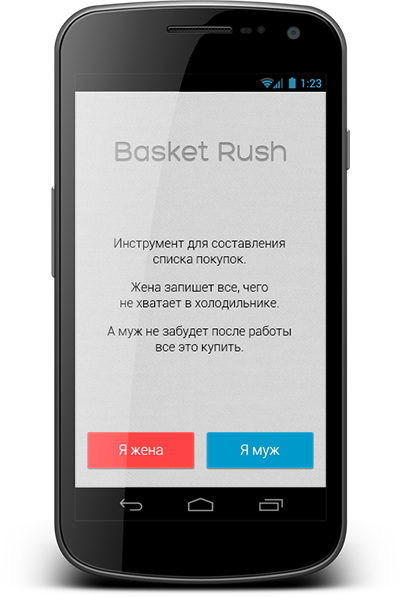 1:23
Basket Rush
Инструмент для составления
списка покупок.
Жена запишет все, чего
не хватает в холодильнике.
А муж не забудет после работы
все это купить.
Я жена
Я муж